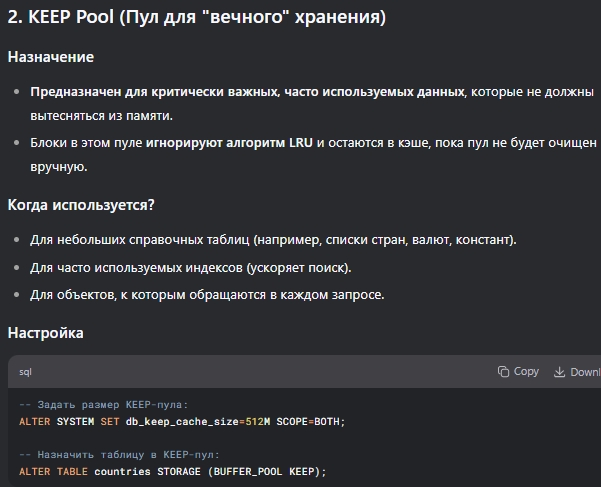 2. KEEP Pool (Пул для "вечного" хранения)
Назначение
Предназначен для критически важных, часто используемых данных, которые не должны
вытесняться из памяти.
Блоки в этом пуле игнорируют алгоритм LRU и остаются в кэше, пока пул не будет очищен
вручную.
Когда используется?
Для небольших справочных таблиц (например, списки стран, валют, констант).
Для часто используемых индексов (ускоряет поиск).
Для объектов, к которым обращаются в каждом запросе.
Настройка
sql Copy Downl
-- Задать размер KEEP-пула:
ALTER SYSTEM SET db_keep_cache_size=512M SCOPE=BOTH;
-- Назначить таблицу в KEEP-пул:
ALTER TABLE countries STORAGE (BUFFER_POOL KEEP);